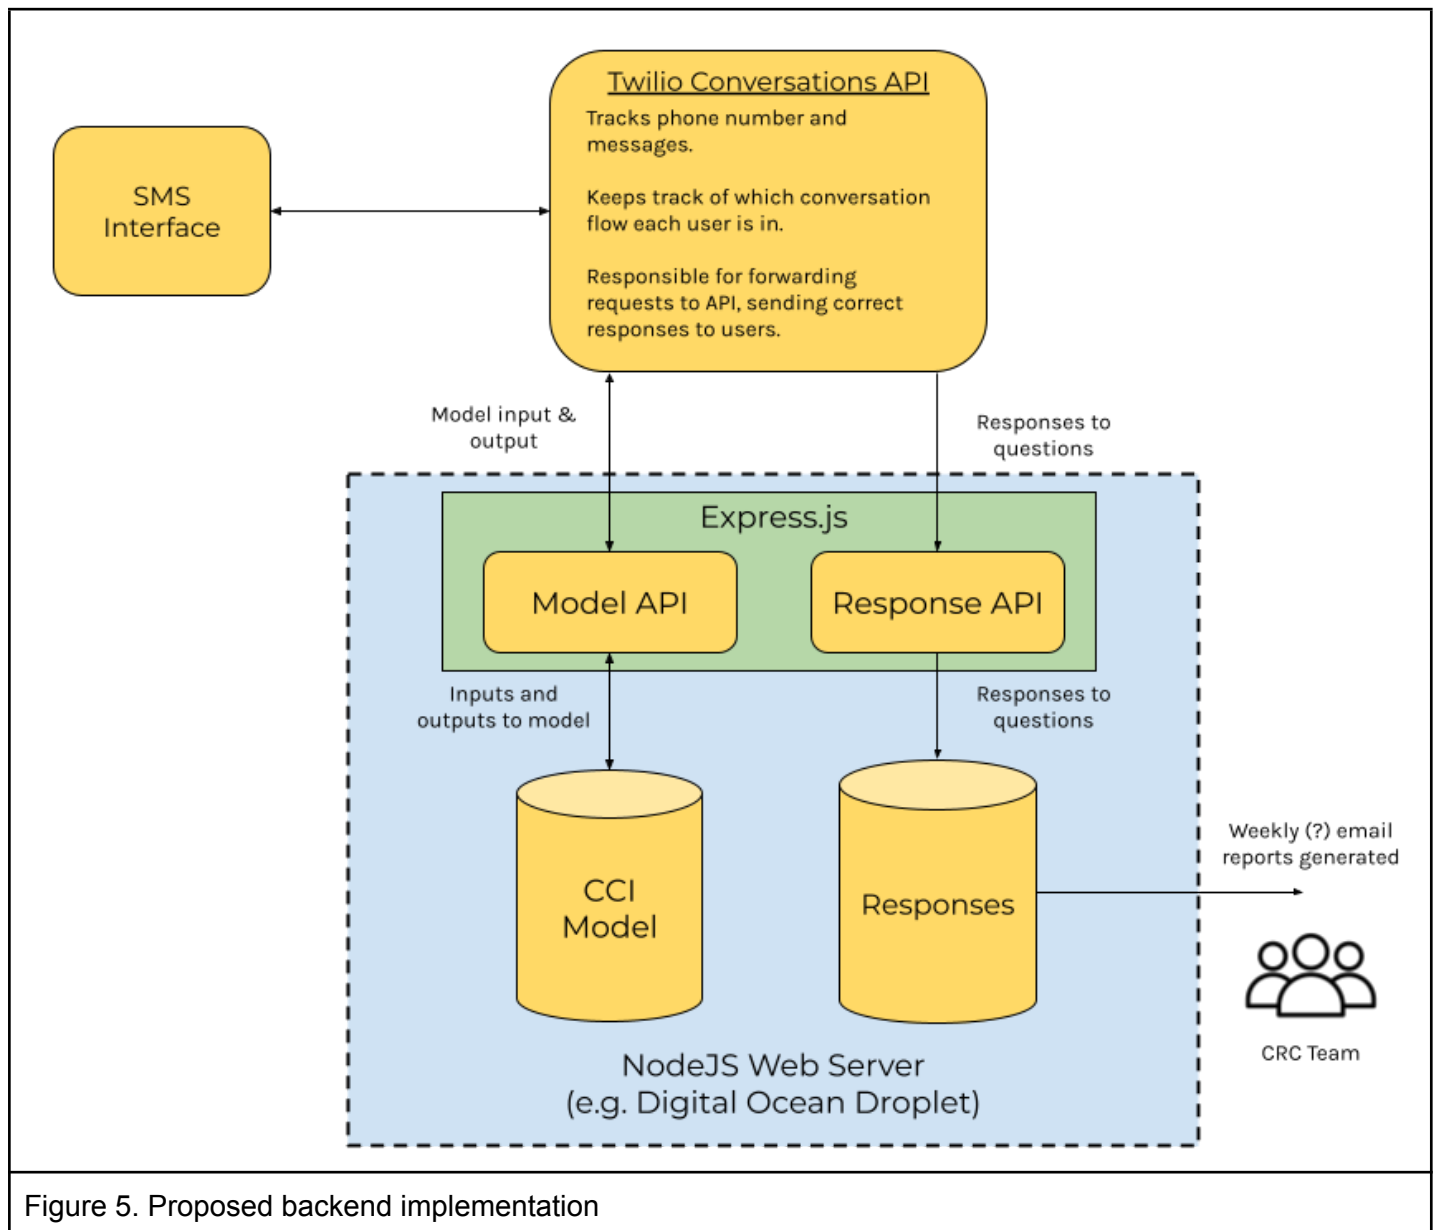 Twilio Conversations API
Tracks phone number and
messages.
Keeps track of which conversation
flow each user is in.
Responsible for forwarding
requests to API, sending correct
responses to users.
SMS
Interface
Model input &
output
Responses to
questions
Express.js
Model API
Response API
Inputs and
outputs to model
Responses to
questions
CCI
Model
Responses
Weekly (?) email
reports generated
CRC Team
NodeJS Web Server
(e.g. Digital Ocean Droplet)
Figure 5. Proposed backend implementation